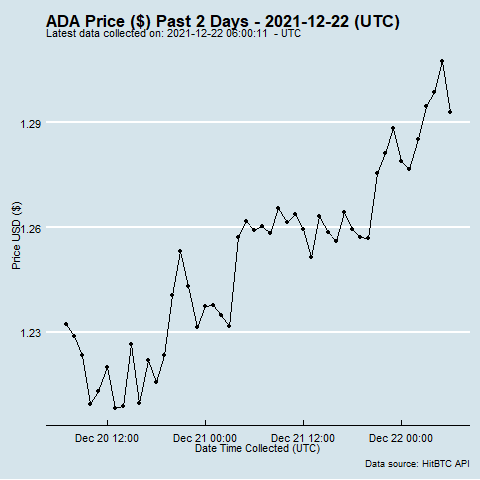 ADA Price ($) Past 2 Days - 2021-12-22 (UTC)
Latest data collected on: 2021-12-22 06:00:11 - UTC
1.29
1.26
1.23
Price USD ($)
Dec 20 12:00 Dec 21 00:00 Dec 21 12:00 Dec 22 00:00
Date Time Collected (UTC)
Data source: HitBTC API